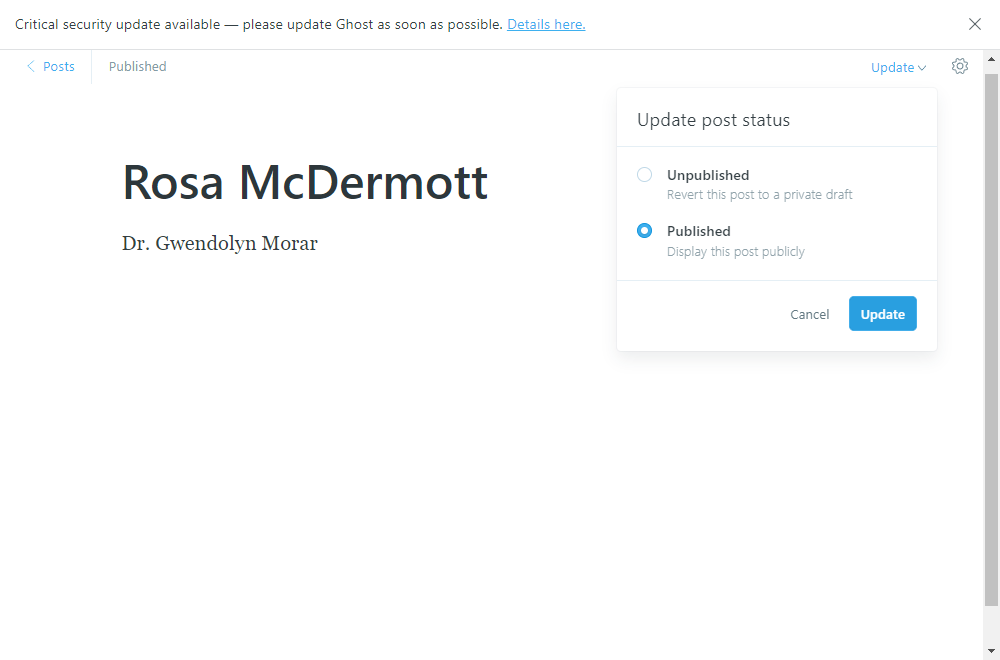 Critical security update available — please update Ghost as soon as possible. Details here.
Posts
Published
Update
Update post status
Rosa McDermott
Dr. Gwendolyn Morar
Unpublished
Revert this post to a private draft
Published
Display this post publicly
Cancel
Update